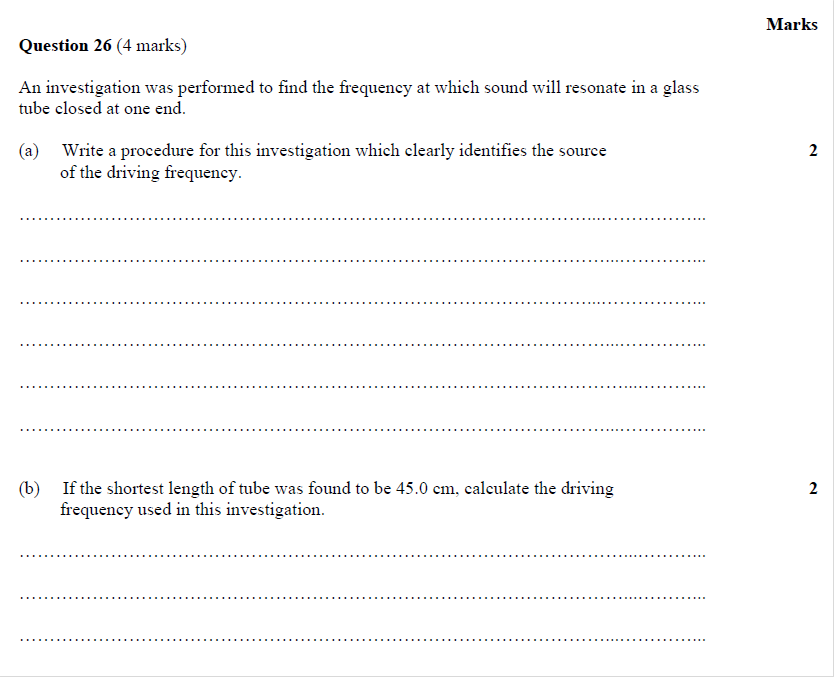 Marks
Question 26 (4 marks)
An investigation was performed to find the frequency at which sound will resonate in a glass
tube closed at one end.
(a) Write a procedure for this investigation which clearly identifies the source 2
of the driving frequency.
(b) If the shortest length of tube was found to be 45.0 cm, calculate the driving 2
frequency used in this investigation.